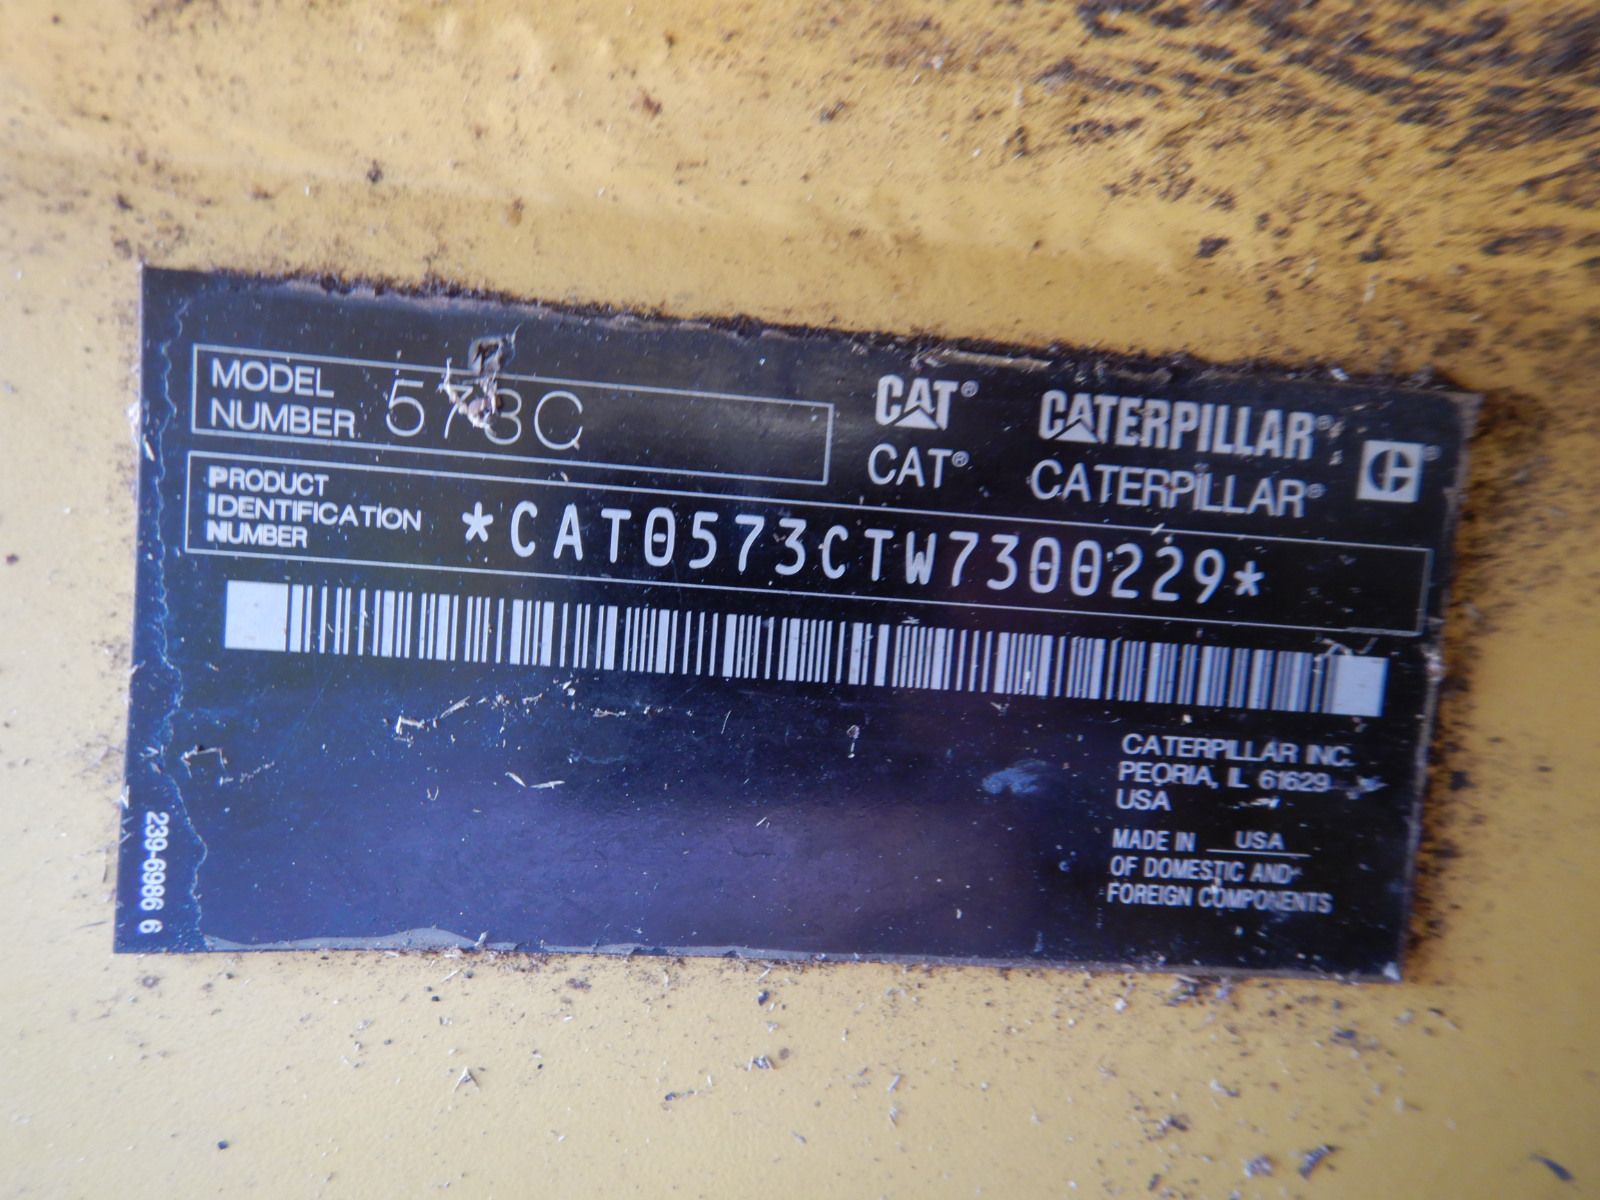 MODEL
NUMBER 573C
CAT® CATERPILLAR®
CAT® CATERPILLAR®
PRODUCT
IDENTIFICATION
NUMBER
*CAT0573CTW7300229*
CATERPILLAR INC.
PEORIA, IL 61629
USA
MADE IN USA
OF DOMESTIC AND
FOREIGN COMPONENTS
239-6986 6